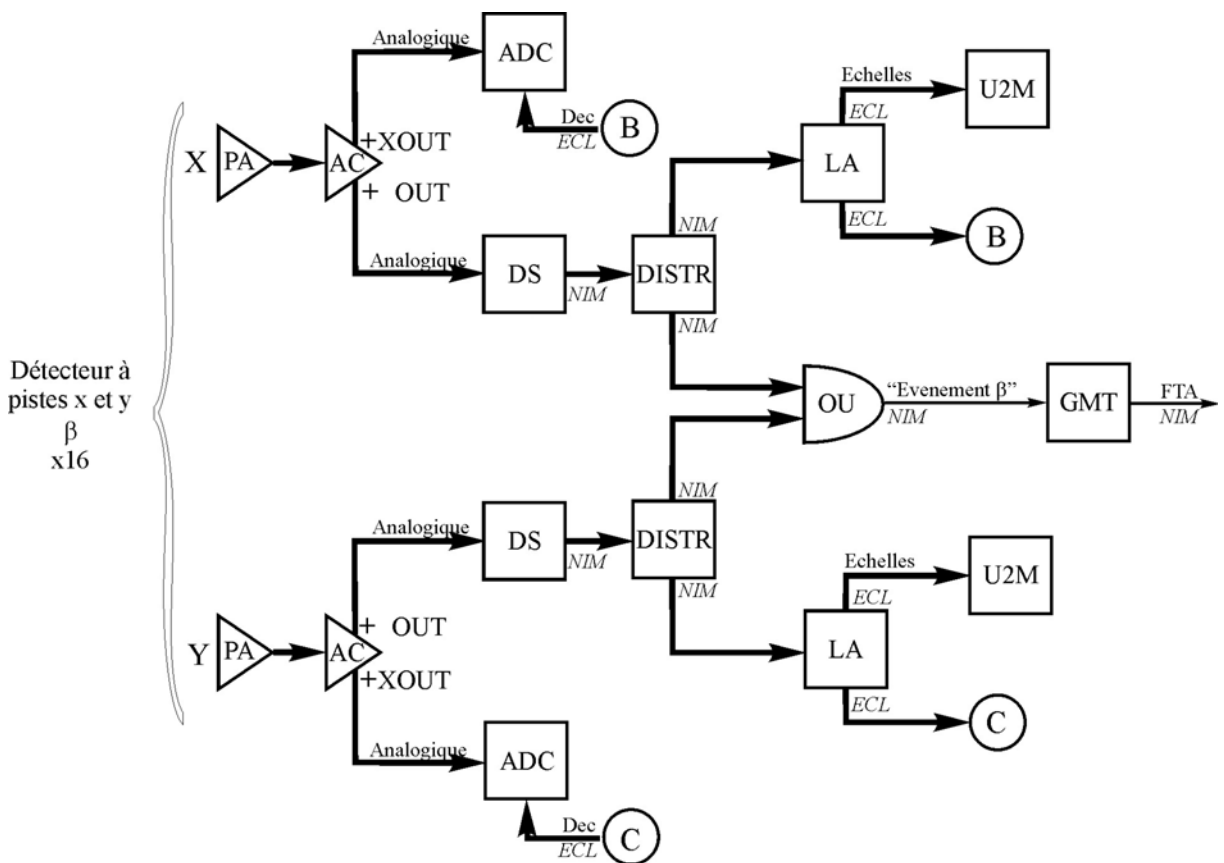 Analogique
ADC
Dec
ECL
B
X
PA
AC
+XOUT
+ OUT
Analogique
DS
NIM
DISTR
NIM
NIM
Echelles
ECL
U2M
LA
ECL
B
Détecteur à
pistes x et y
β
x16
OU
“Evenement β”
NIM
GMT
FTA
NIM
Analogique
DS
NIM
DISTR
NIM
NIM
Echelles
ECL
U2M
LA
ECL
C
Y
PA
AC
+ OUT
+XOUT
Analogique
ADC
Dec
ECL
C